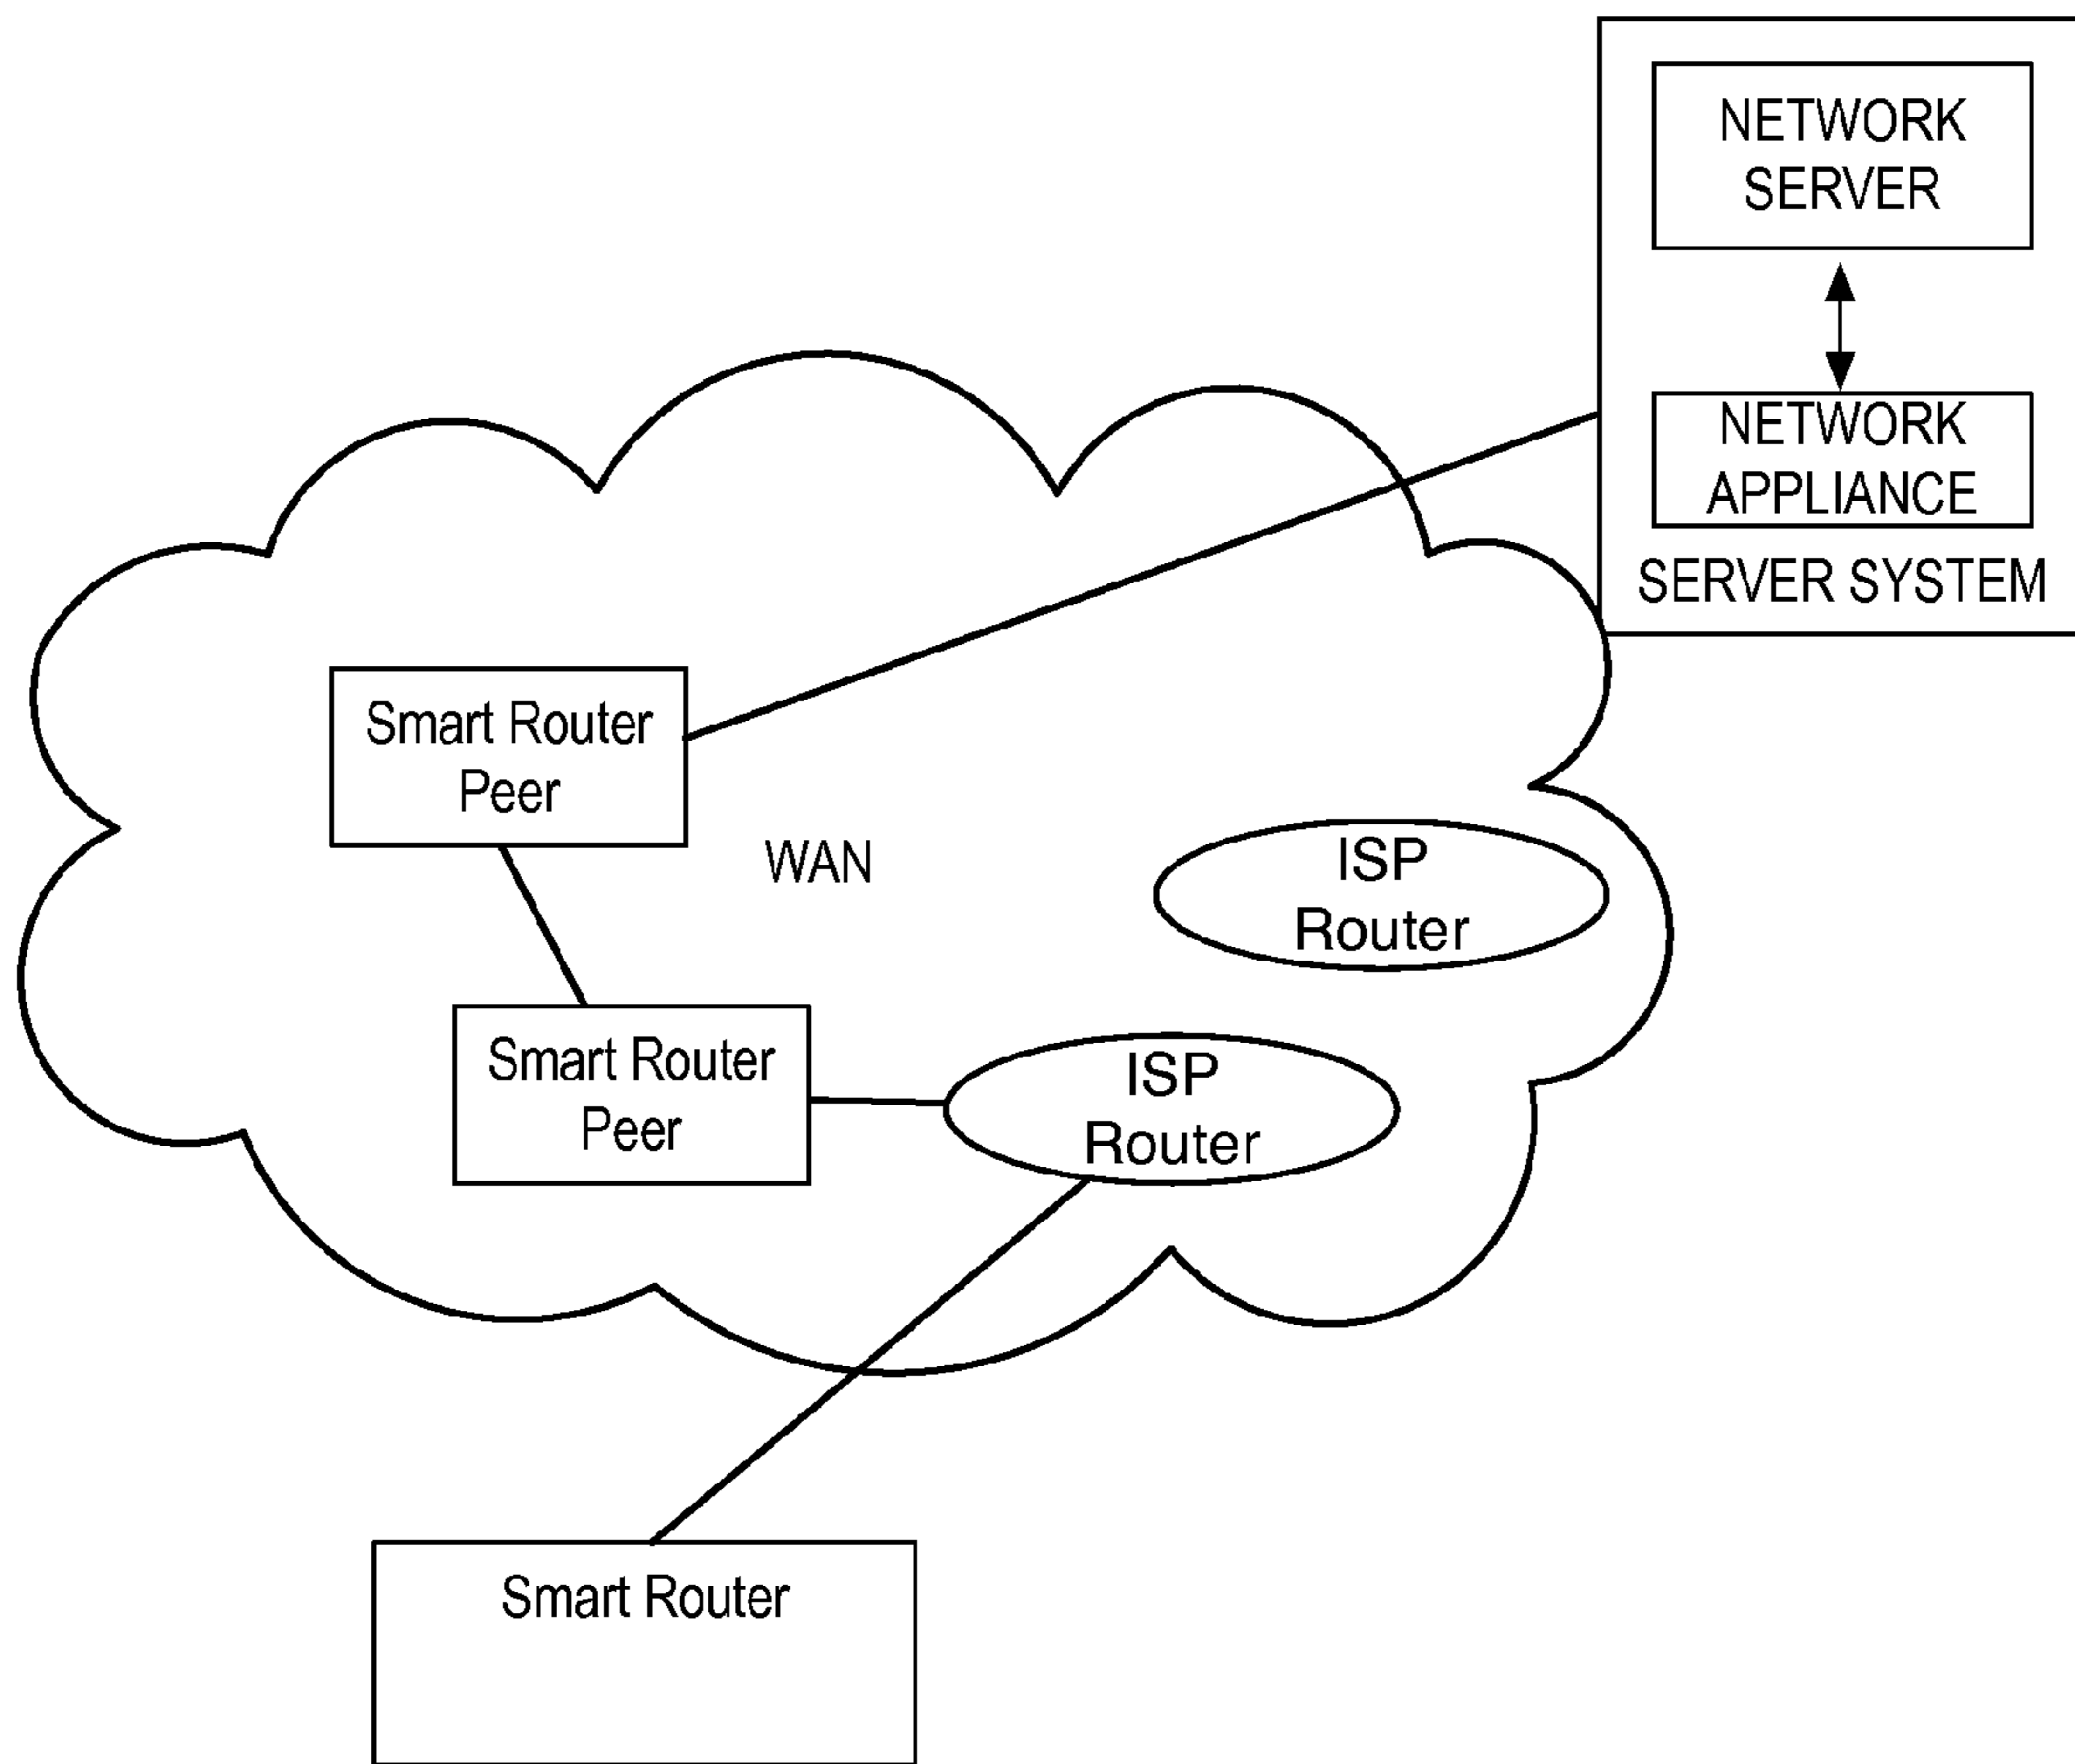 NETWORK
SERVER
NETWORK
APPLIANCE
SERVER SYSTEM
Smart Router
Peer
WAN
ISP
Router
Smart Router
Peer
ISP
Router
Smart Router